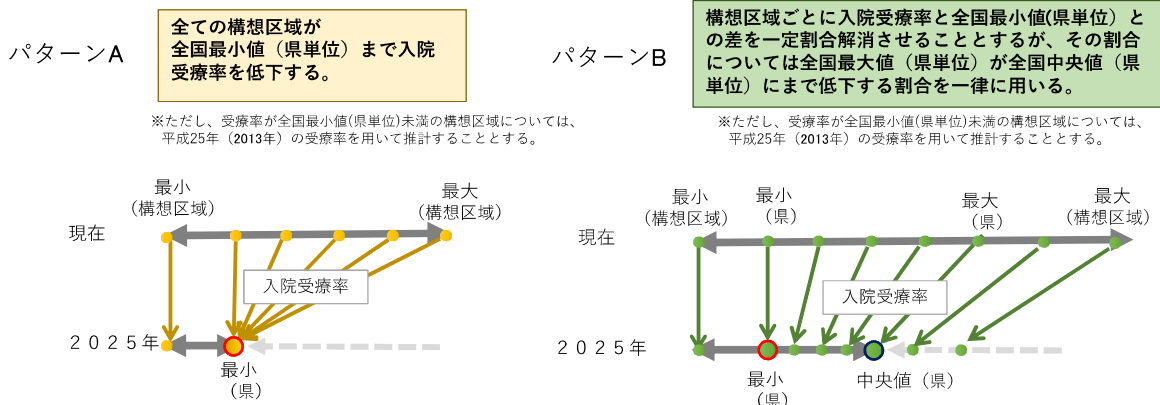 パターンA
全ての構想区域が
全国最小値（県単位）まで入院
受療率を低下する。
※ただし、受療率が全国最小値(県単位)未満の構想区域については、
平成25年（2013年）の受療率を用いて推計することとする。
最小
（構想区域）
最大
（構想区域）
現在
入院受療率
２０２５年
最小
（県）
パターンB
構想区域ごとに入院受療率と全国最小値(県単位）と
の差を一定割合解消させることとするが、その割合
については全国最大値（県単位）が全国中央値（県
単位）にまで低下する割合を一律に用いる。
※ただし、受療率が全国最小値(県単位)未満の構想区域については、
平成25年（2013年）の受療率を用いて推計することとする。
最小
（構想区域）
最小
（県）
最大
（県）
最大
（構想区域）
現在
入院受療率
２０２５年
最小
（県）
中央値（県）